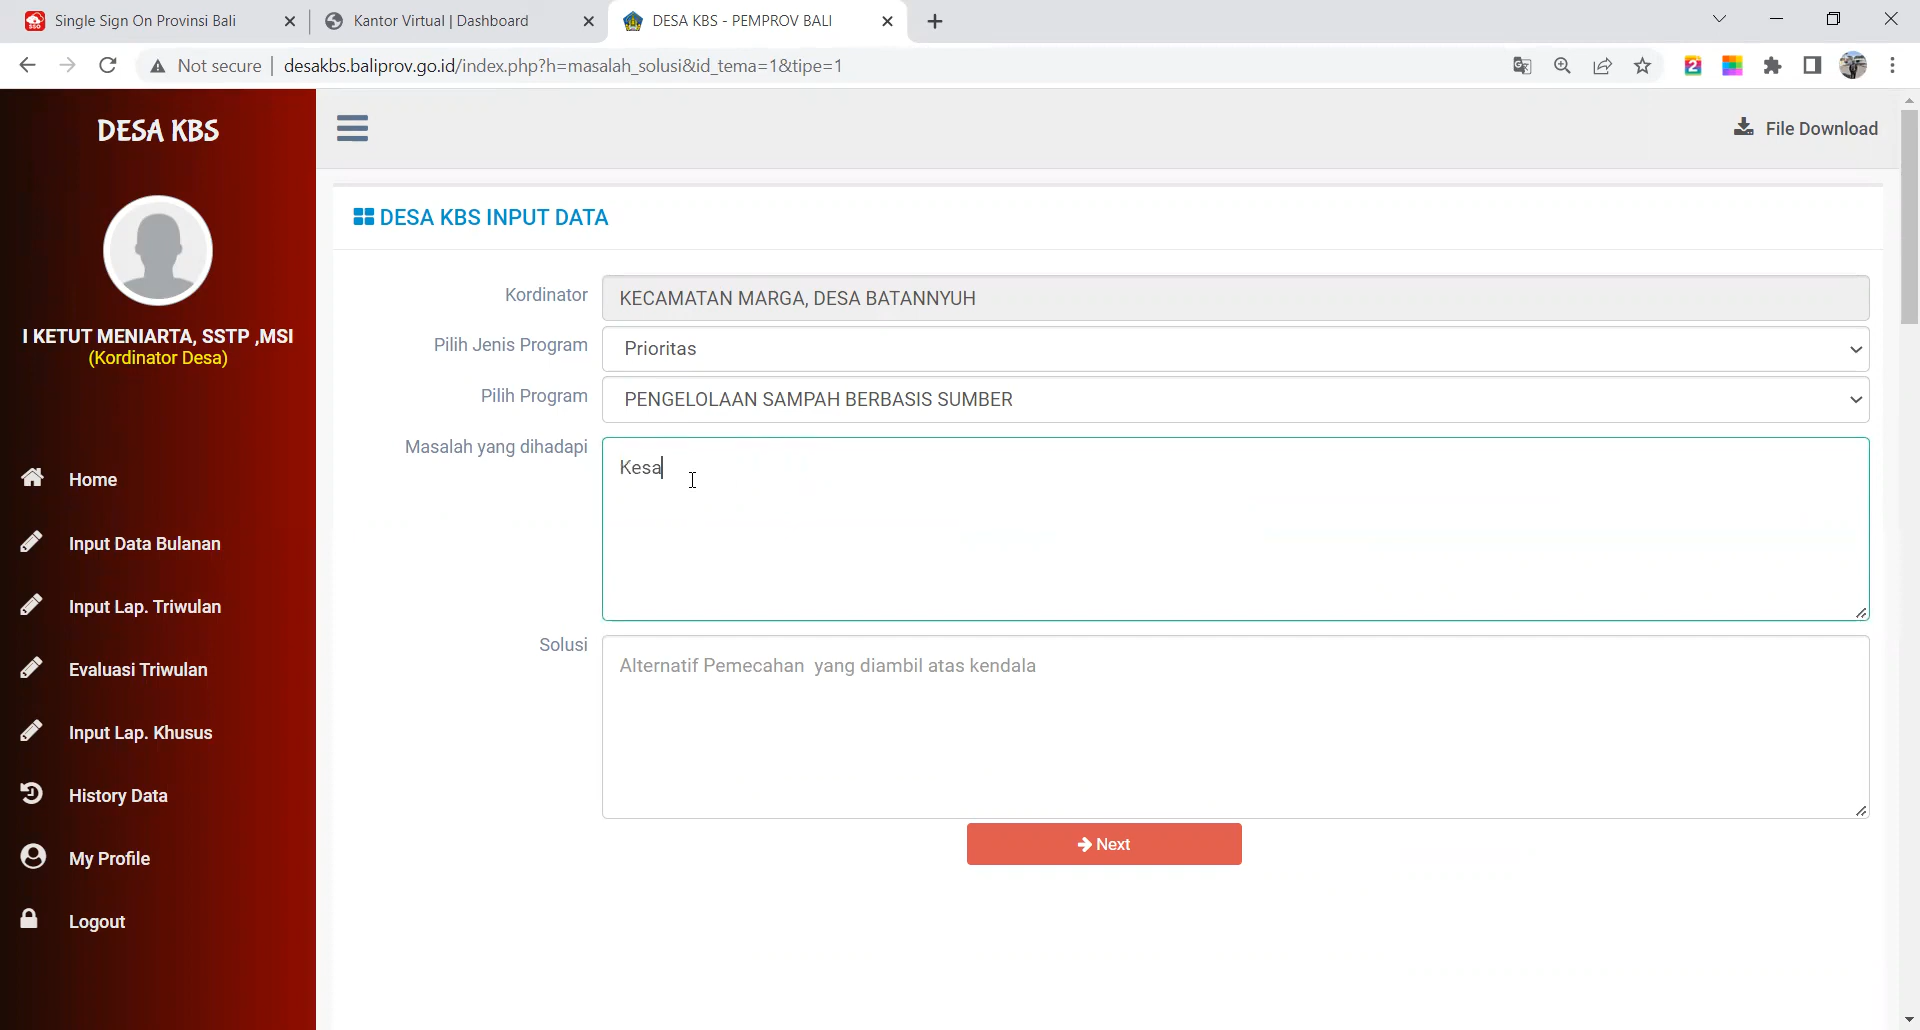 Single Sign On Provinsi Bali
Kantor Virtual | Dashboard
DESA KBS - PEMPROV BALI
Not secure
desakbs.baliprov.go.id/index.php?h=masalah_solusi&id_tema=1&tipe=1
DESA KBS
I KETUT MENIARTA, SSTP ,MSI
(Kordinator Desa)
Home
Input Data Bulanan
Input Lap. Triwulan
Evaluasi Triwulan
Input Lap. Khusus
History Data
My Profile
Logout
File Download
DESA KBS INPUT DATA
Kordinator
KECAMATAN MARGA, DESA BATANNYUH
Pilih Jenis Program
Prioritas
Pilih Program
PENGELOLAAN SAMPAH BERBASIS SUMBER
Masalah yang dihadapi
Kesa
Solusi
Alternatif Pemecahan yang diambil atas kendala
Next